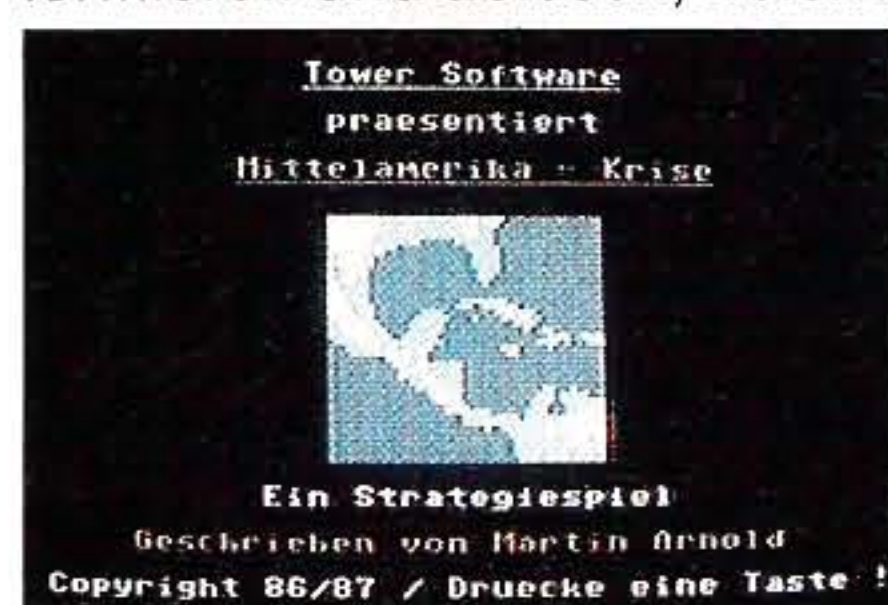 Tower Software
praesentiert
Mittelamerika - Krise
Ein Strategiespiel
Geschrieben von Martin Arnold
Copyright 86/87 / Druecke eine Taste !